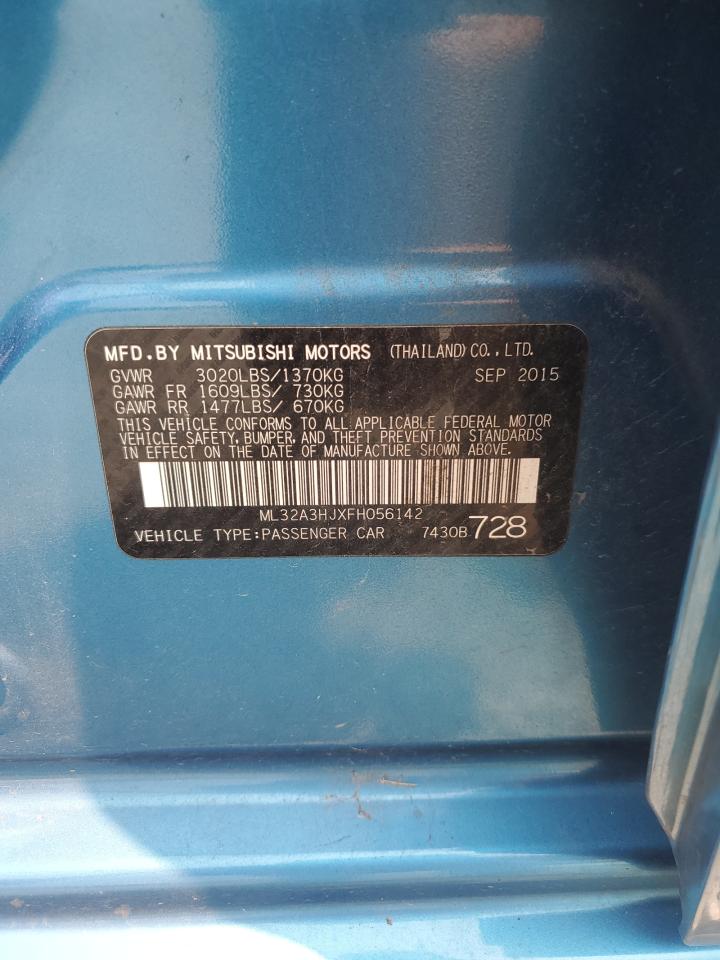 MFD.BY MITSUBISHI MOTORS (THAILAND)CO.,LTD.
GVWR 3020LBS/1370KG SEP 2015
GAWR FR 1609LBS/ 730KG
GAWR RR 1477LBS/ 670KG
THIS VEHICLE CONFORMS TO ALL APPLICABLE FEDERAL MOTOR
VEHICLE SAFETY, BUMPER, AND THEFT PREVENTION STANDARDS
IN EFFECT ON THE DATE OF MANUFACTURE SHOWN ABOVE.
ML32A3HJXFH056142
VEHICLE TYPE:PASSENGER CAR 7430B 728